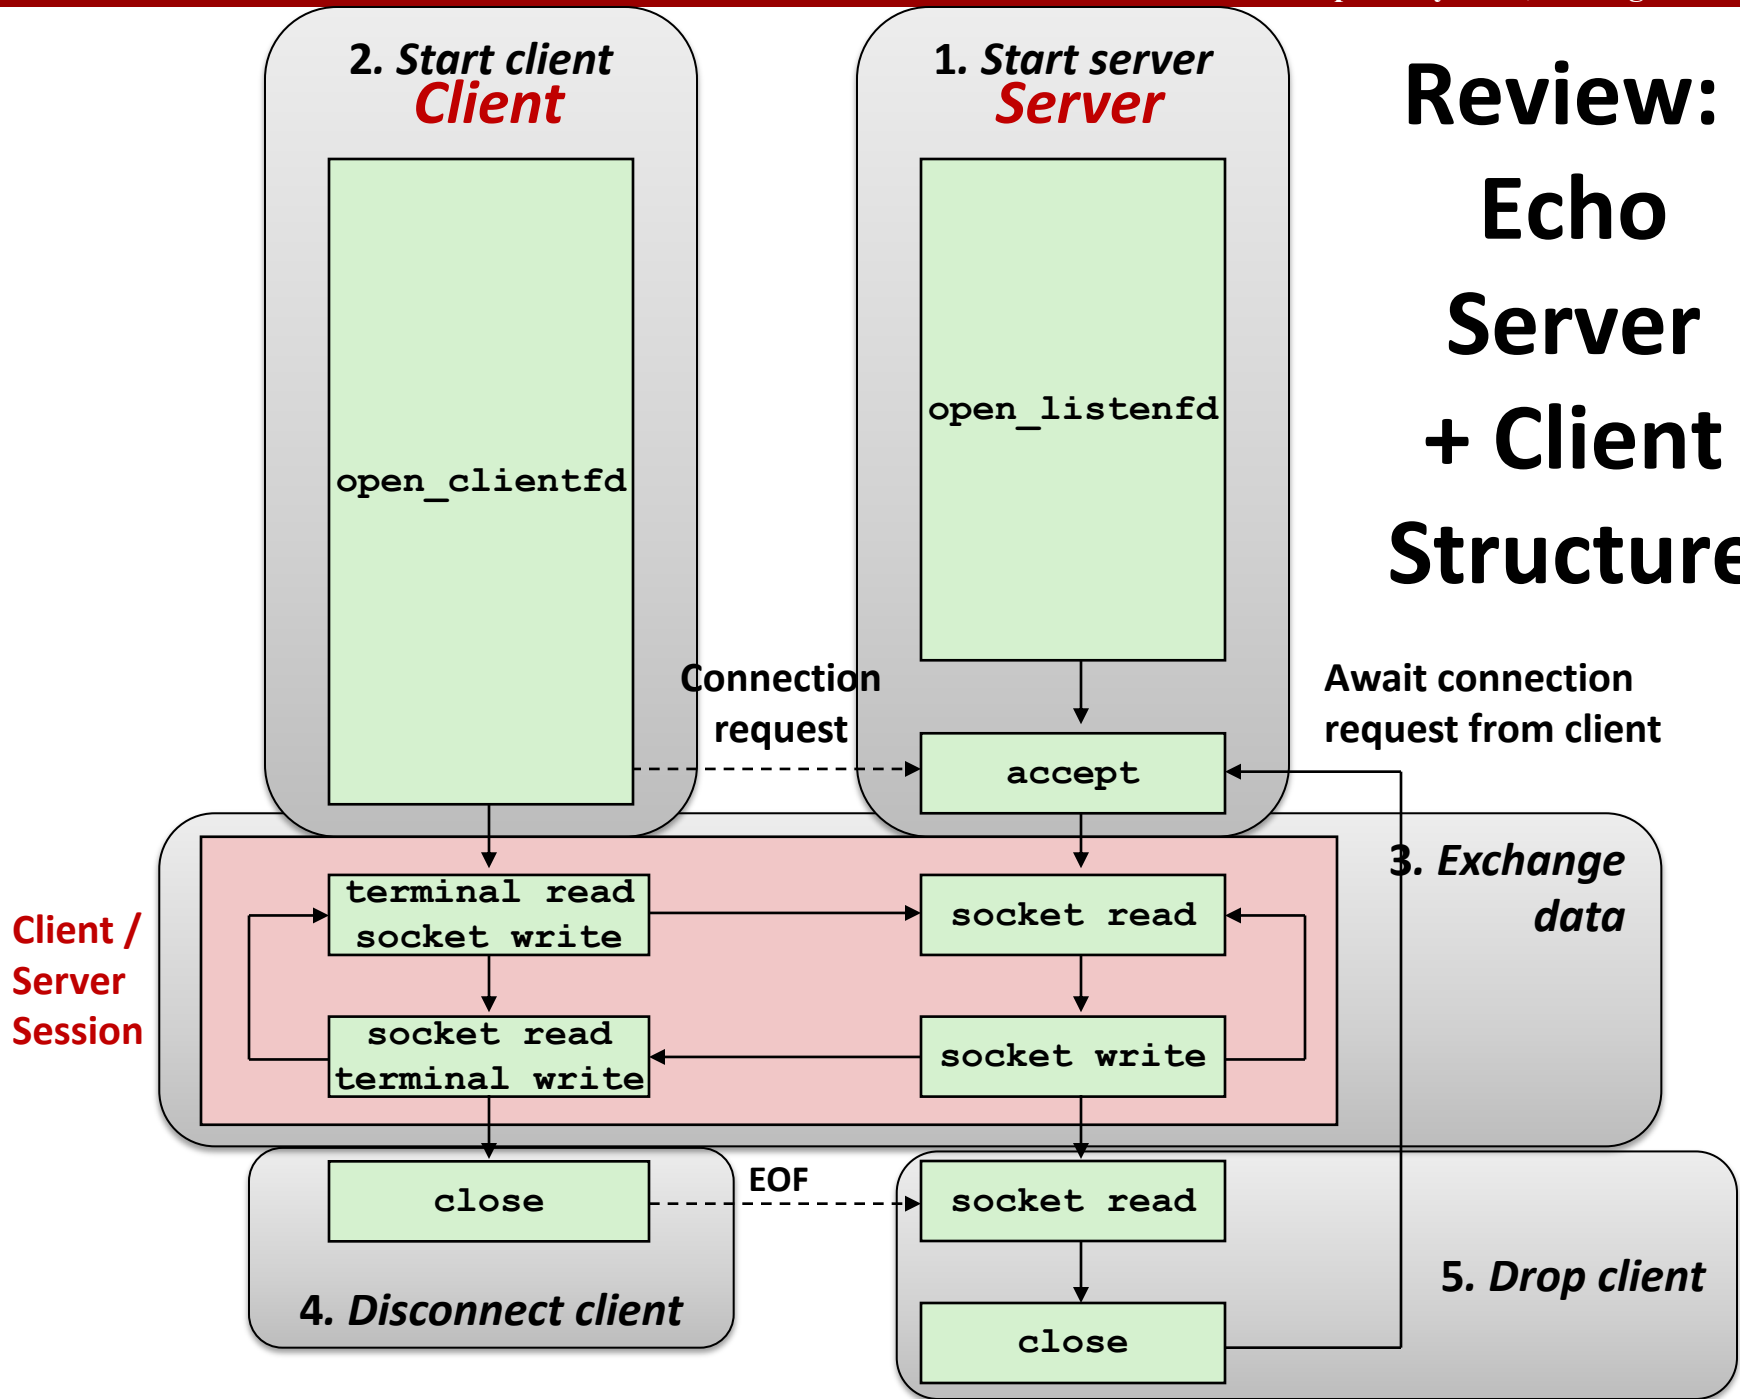 2. Start client
Client
1. Start server
Server
Review:
Echo
Server
+ Client
Structure
open_clientfd
open_listenfd
Connection
request
Await connection
request from client
accept
3. Exchange
data
Client /
Server
Session
terminal read
socket write
socket read
socket read
terminal write
socket write
close
EOF
socket read
4. Disconnect client
5. Drop client
close